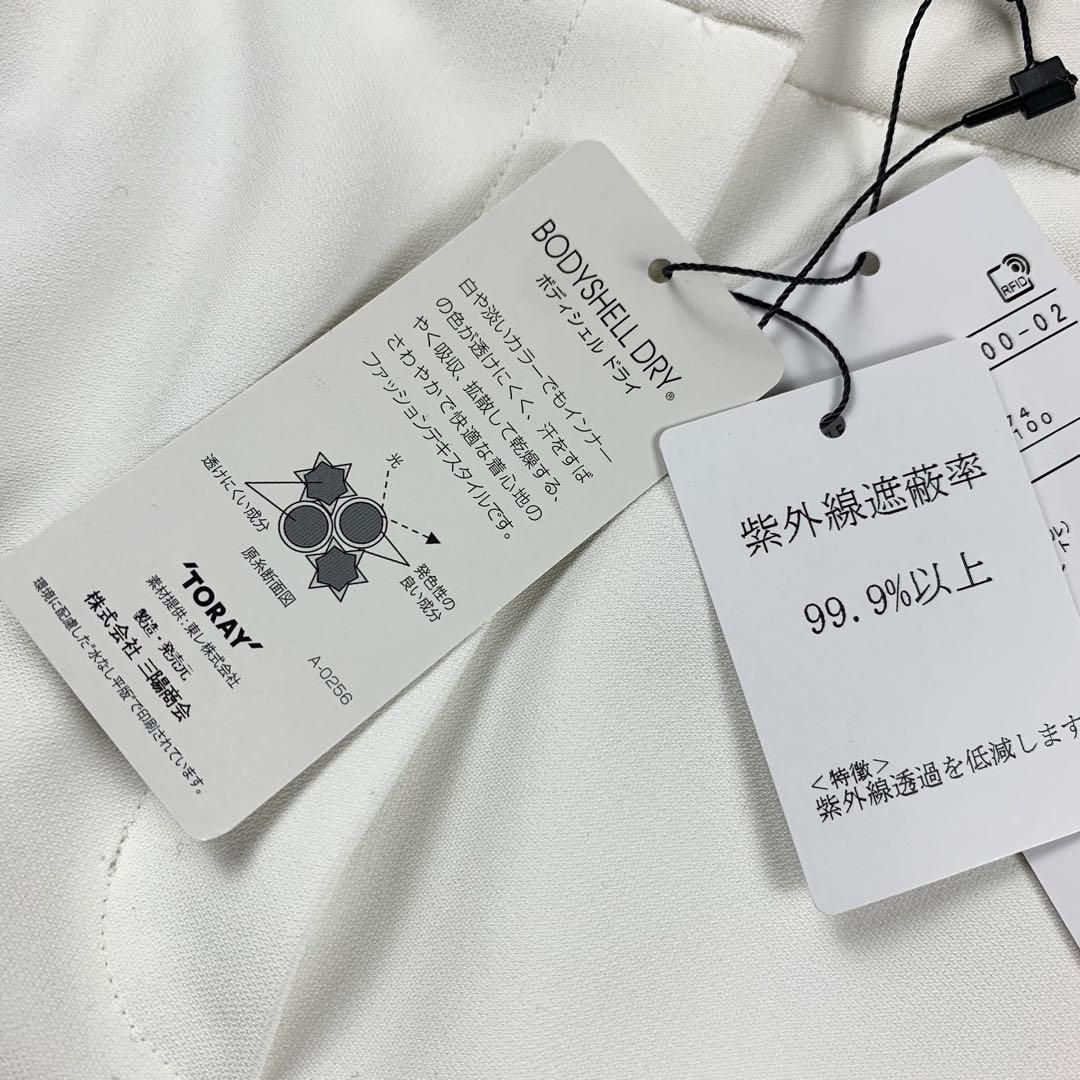 BODYSHELL DRY®
ボディシェル ドライ
白や淡いカラーでもインナー
の色が透けにくく、汗をすば
やく吸収、拡散して乾燥する、
さわやかで快適な着心地の
ファッションテキスタイルです。
光
透けにくい成分
発色性の
良い成分
原糸断面図
'TORAY'
素材提供:東レ株式会社
製造・発売元
株式会社 三陽商会
A-0256
環境に配慮した“水なし平版”で印刷されています。
紫外線遮蔽率
99.9%以上
<特徴>
紫外線透過を低減します
RFID
00-02
74
100
ル)
ト